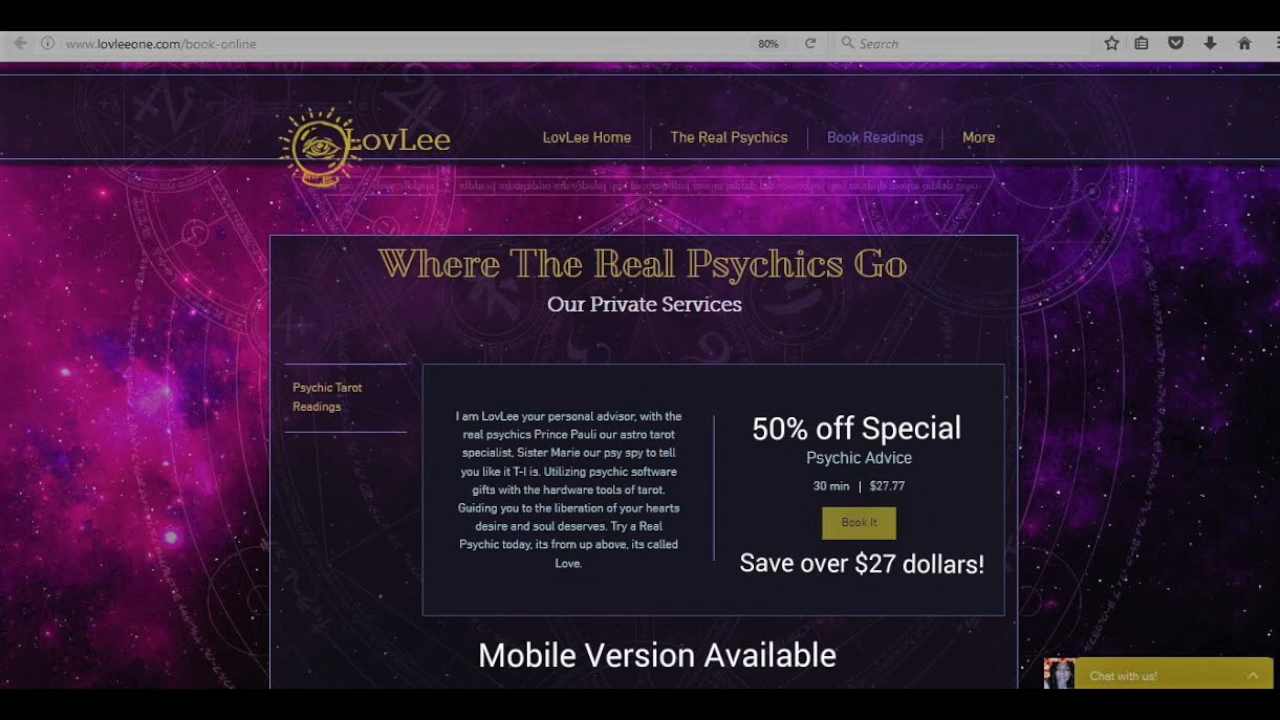 www.lovleeone.com/book-online
80%
Search
LovLee
LovLee Home
The Real Psychics
Book Readings
More
Where The Real Psychics Go
Our Private Services
Psychic Tarot
Readings
I am LovLee your personal advisor, with the
real psychics Prince Pauli our astro tarot
specialist, Sister Marie our psy spy to tell
you like it T-I is. Utilizing psychic software
gifts with the hardware tools of tarot.
Guiding you to the liberation of your hearts
desire and soul deserves. Try a Real
Psychic today, its from up above, its called
Love.
50% off Special
Psychic Advice
30 min | $27.77
Book It
Save over $27 dollars!
Mobile Version Available
Chat with us!